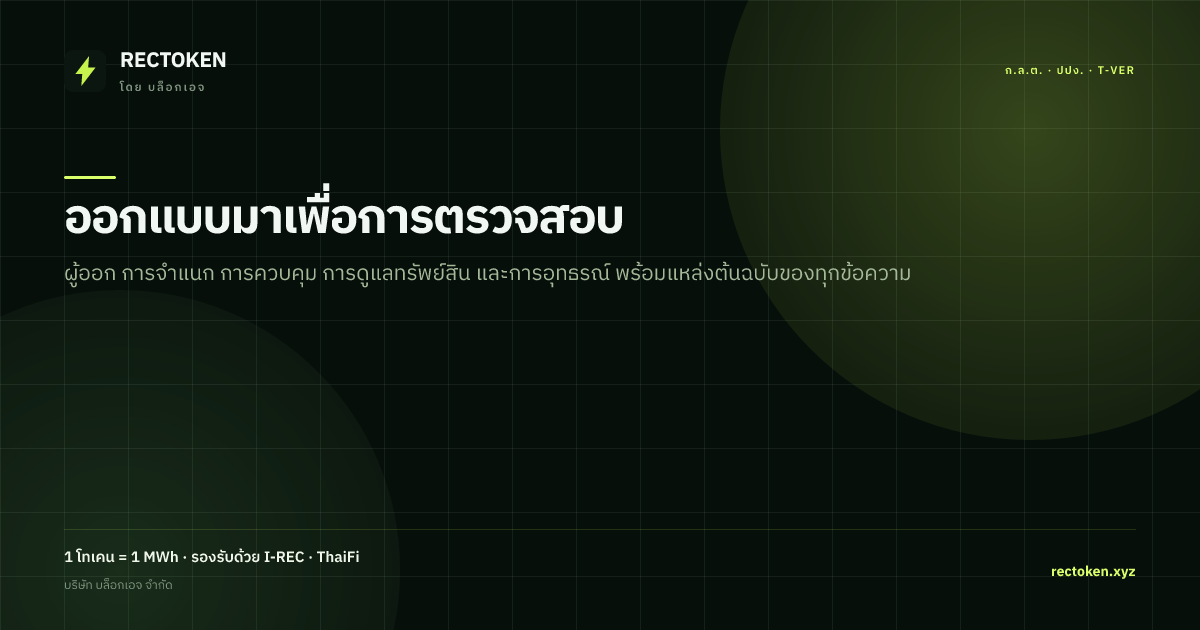 RECTOKEN
โดย บล็อกเอจ
ก.ล.ต. · ปปง. · T-VER
ออกแบบมาเพื่อการตรวจสอบ
ผู้ออก การจำแนก การควบคุม การดูแลทรัพย์สิน และการอุทธรณ์ พร้อมแหล่งต้นฉบับของทุกข้อความ
1 โทเคน = 1 MWh · รองรับด้วย I-REC · ThaiFi
บริษัท บล็อกเอจ จำกัด
rectoken.xyz